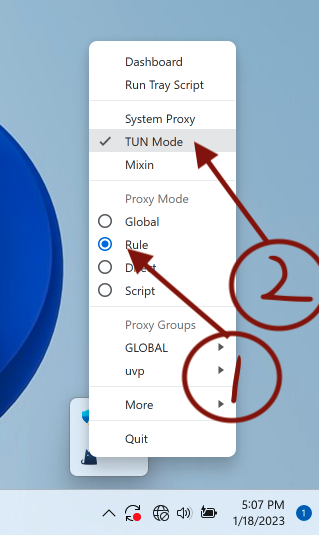 Dashboard
Run Tray Script
System Proxy
TUN Mode
Mixin
Proxy Mode
Global
Rule
Direct
Script
Proxy Groups
GLOBAL
uvp
More
Quit
2
1
5:07 PM
1/18/2023
1